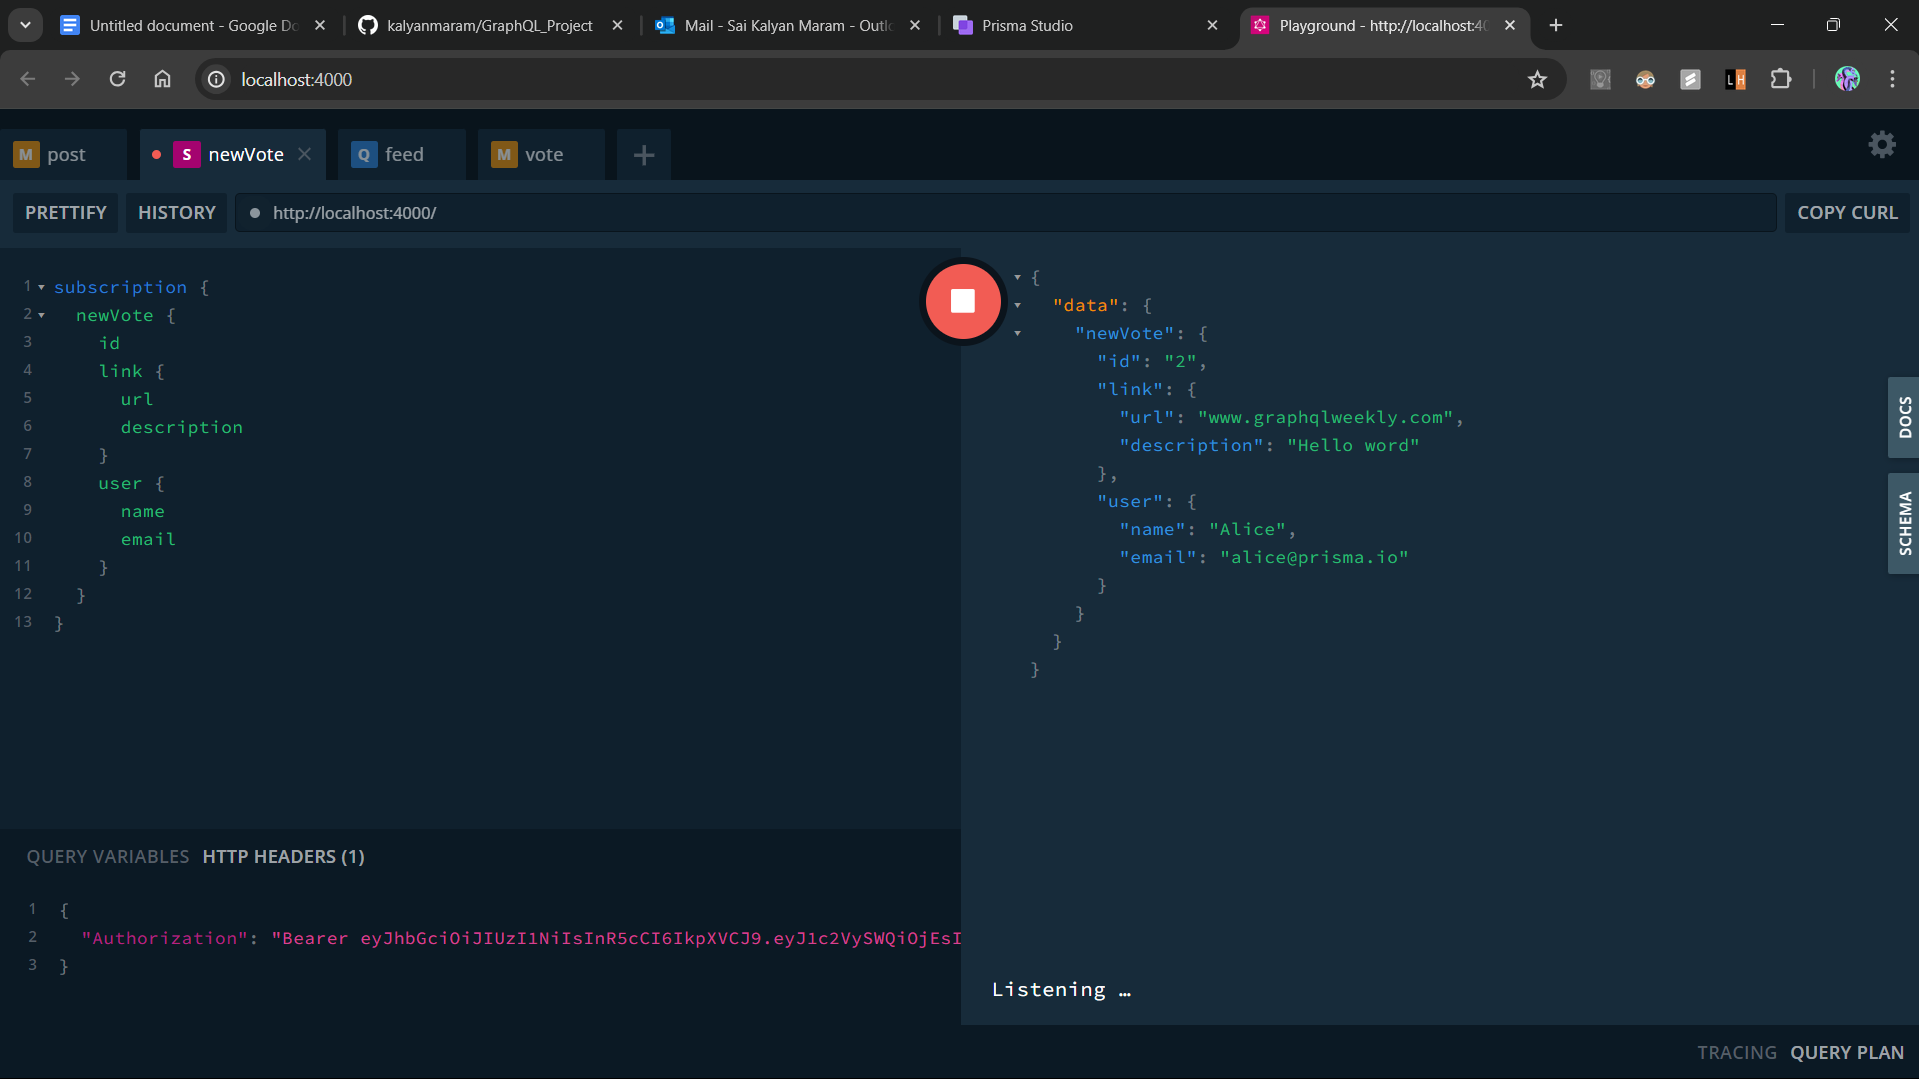 Untitled document - Google Do
kalyanmaram/GraphQL_Project
Mail - Sai Kalyan Maram - Outlo
Prisma Studio
Playground - http://localhost:40
localhost:4000
M post
S newVote
Q feed
M vote
PRETTIFY
HISTORY
http://localhost:4000/
COPY CURL
1 subscription {
2 newVote {
3 id
4 link {
5 url
6 description
7 }
8 user {
9 name
10 email
11 }
12 }
13 }
{
"data": {
"newVote": {
"id": "2",
"link": {
"url": "www.graphqlweekly.com",
"description": "Hello word"
},
"user": {
"name": "Alice",
"email": "alice@prisma.io"
}
}
}
}
DOCS
SCHEMA
QUERY VARIABLES HTTP HEADERS (1)
1 {
2 "Authorization": "Bearer eyJhbGciOiJIUzI1NiIsInR5cCI6IkpXVCJ9.eyJ1c2VySWQiOjEsI
3 }
Listening …
TRACING QUERY PLAN